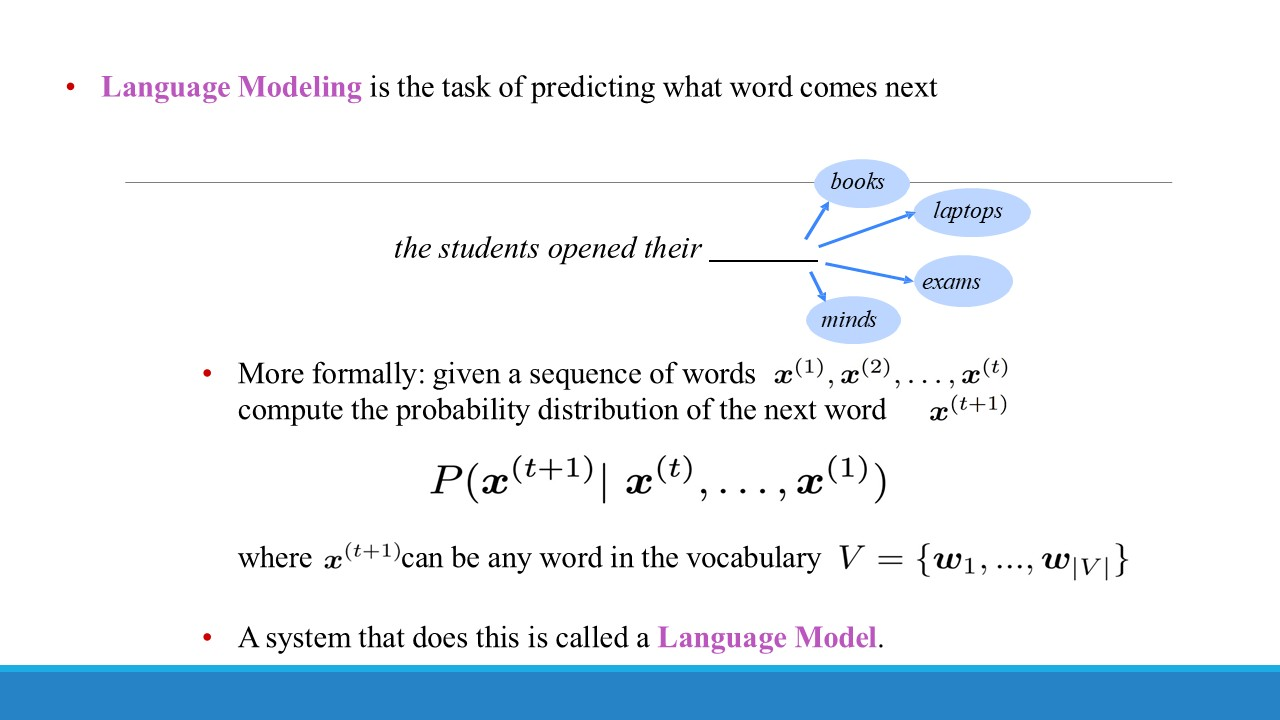 • Language Modeling is the task of predicting what word comes next
books
laptops
the students opened their _______
exams
minds
• More formally: given a sequence of words x^(1), x^(2), . . . , x^(t)
compute the probability distribution of the next word x^(t+1)
P(x^(t+1)| x^(t), . . . , x^(1))
where x^(t+1) can be any word in the vocabulary V = {w_1, ..., w_|V|}
• A system that does this is called a Language Model.